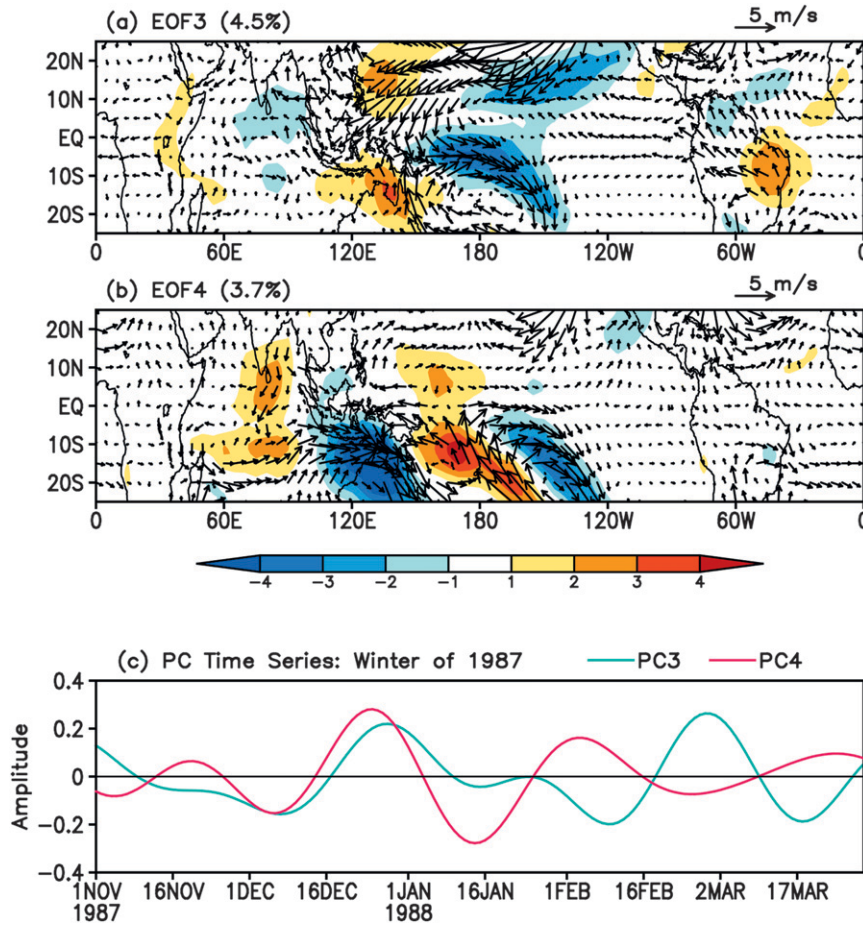 (a) EOF3 (4.5%) 5 m/s
20N
10N
EQ
10S
20S
0 60E 120E 180 120W 60W 0
(b) EOF4 (3.7%) 5 m/s
20N
10N
EQ
10S
20S
0 60E 120E 180 120W 60W 0
-4 -3 -2 -1 1 2 3 4
(c) PC Time Series: Winter of 1987 PC3 PC4
0.4
0.2
0
-0.2
-0.4
Amplitude
1NOV 16NOV 1DEC 16DEC 1JAN 16JAN 1FEB 16FEB 2MAR 17MAR
1987 1988